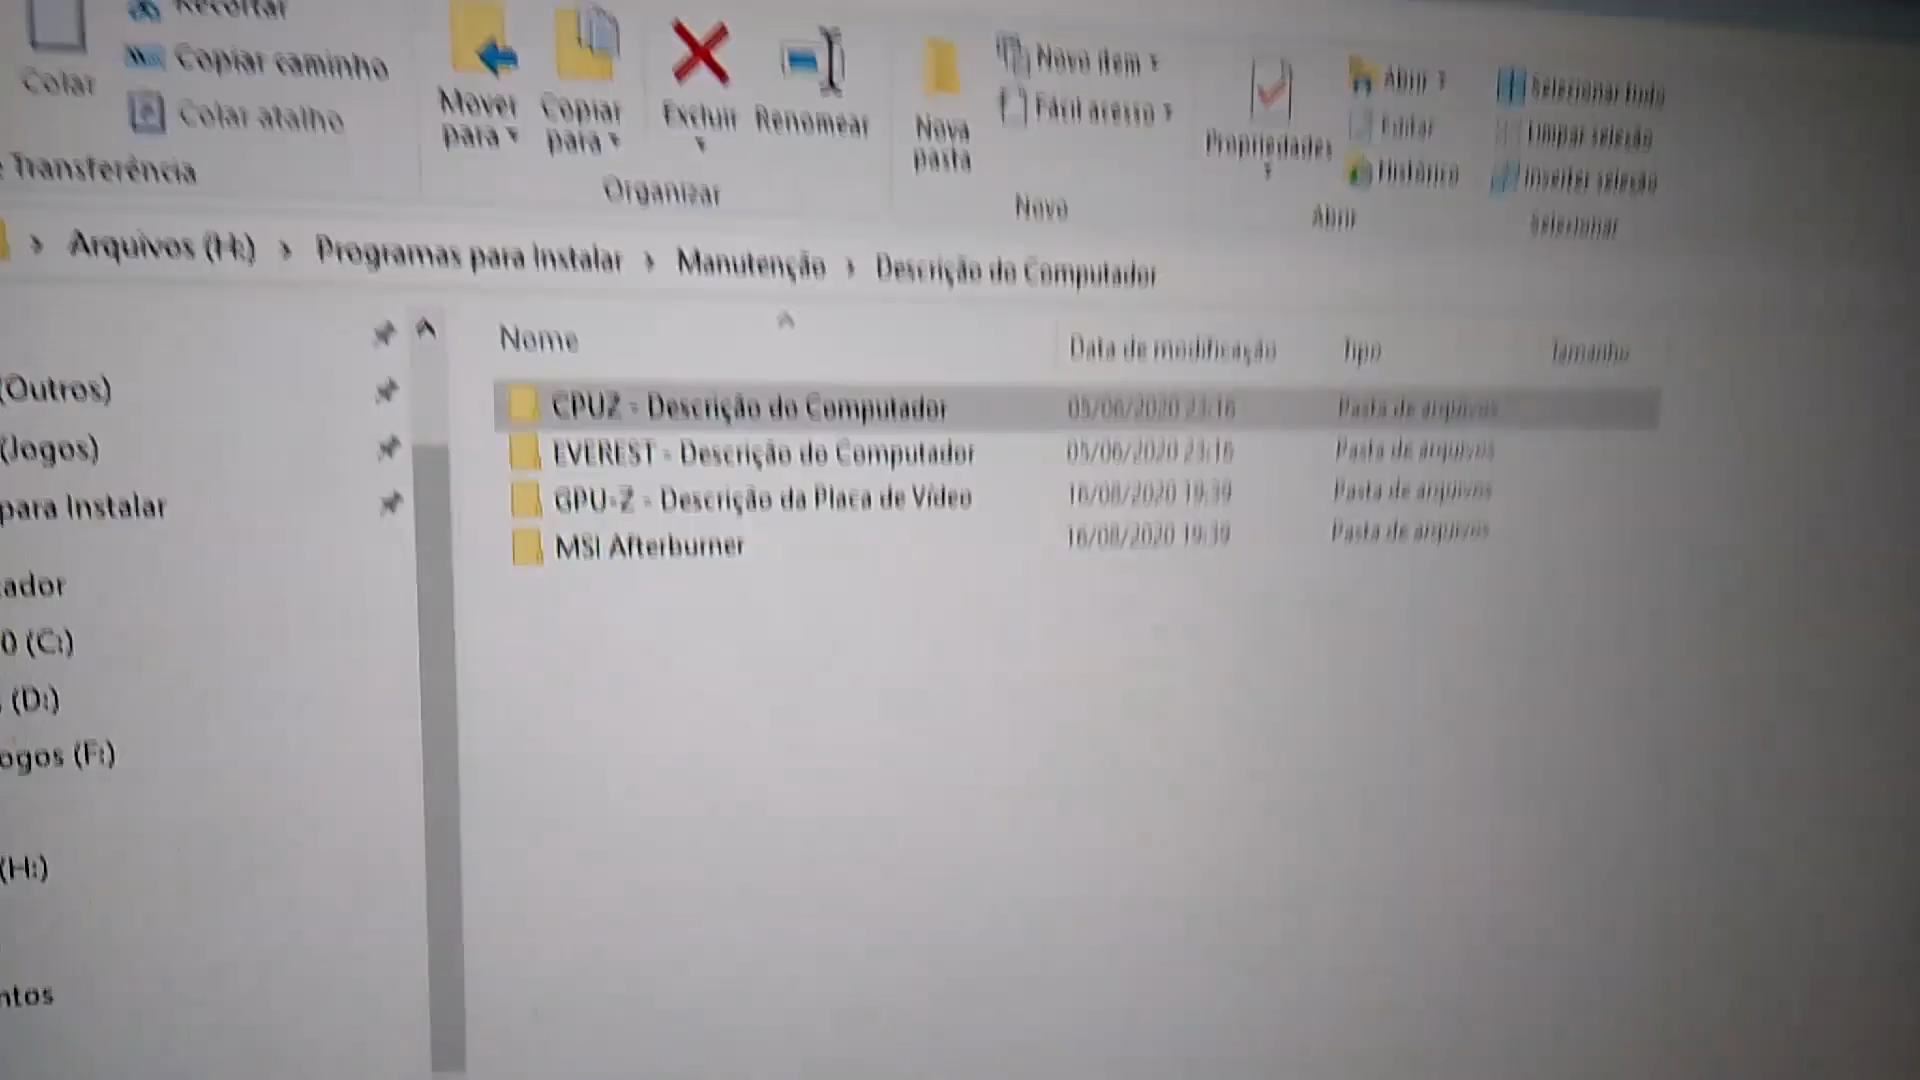 Recortar
Copiar caminho
Colar
Colar atalho
Transferência
Mover para
Copiar para
Excluir
Renomear
Organizar
Nova pasta
Novo item
Fácil acesso
Novo
Propriedades
Abrir
Editar
Histórico
Abrir
Selecionar tudo
Limpar seleção
Inverter seleção
Selecionar
Arquivos (H:) › Programas para Instalar › Manutenção › Descrição do Computador
Nome Data de modificação Tipo Tamanho
CPUZ - Descrição do Computador 05/06/2020 23:16 Pasta de arquivos
EVEREST - Descrição do Computador 05/06/2020 23:16 Pasta de arquivos
GPU-Z - Descrição da Placa de Vídeo 16/08/2020 19:39 Pasta de arquivos
MSI Afterburner 16/08/2020 19:39 Pasta de arquivos
(Outros)
(Jogos)
para Instalar
tador
0 (C:)
(D:)
ogos (F:)
(H:)
ntos